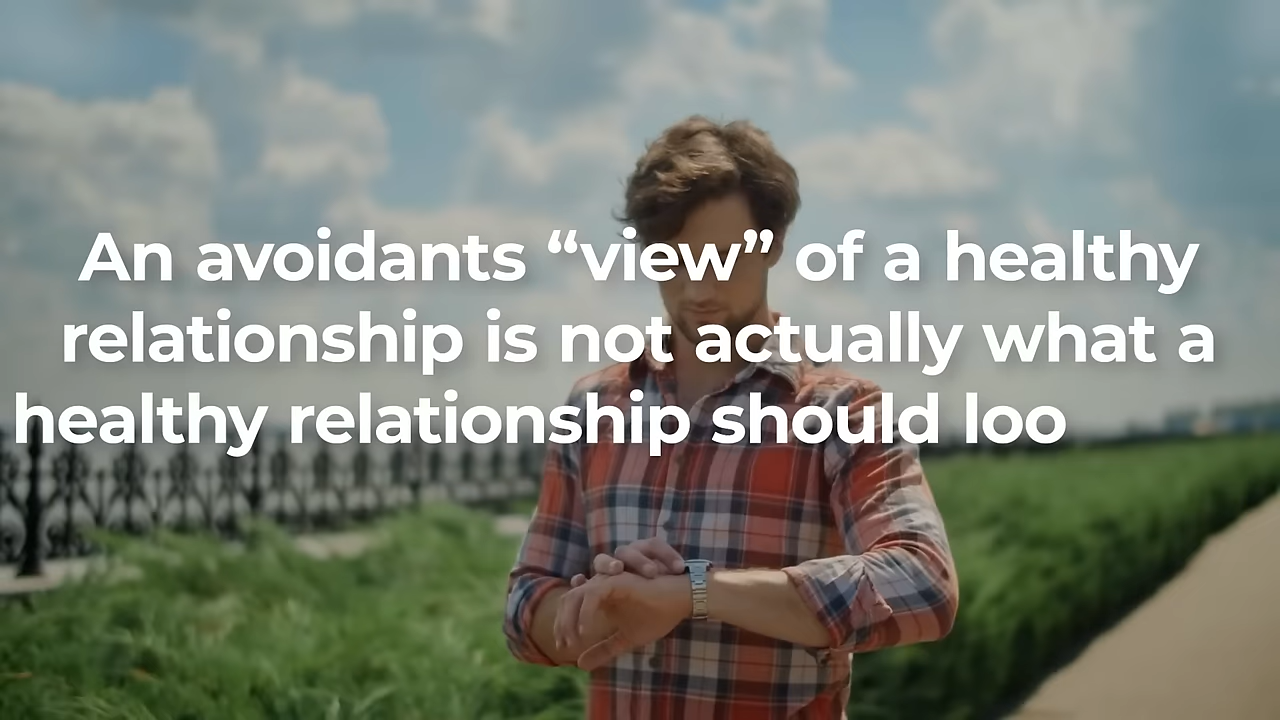 An avoidants “view” of a healthy
relationship is not actually what a
healthy relationship should loo